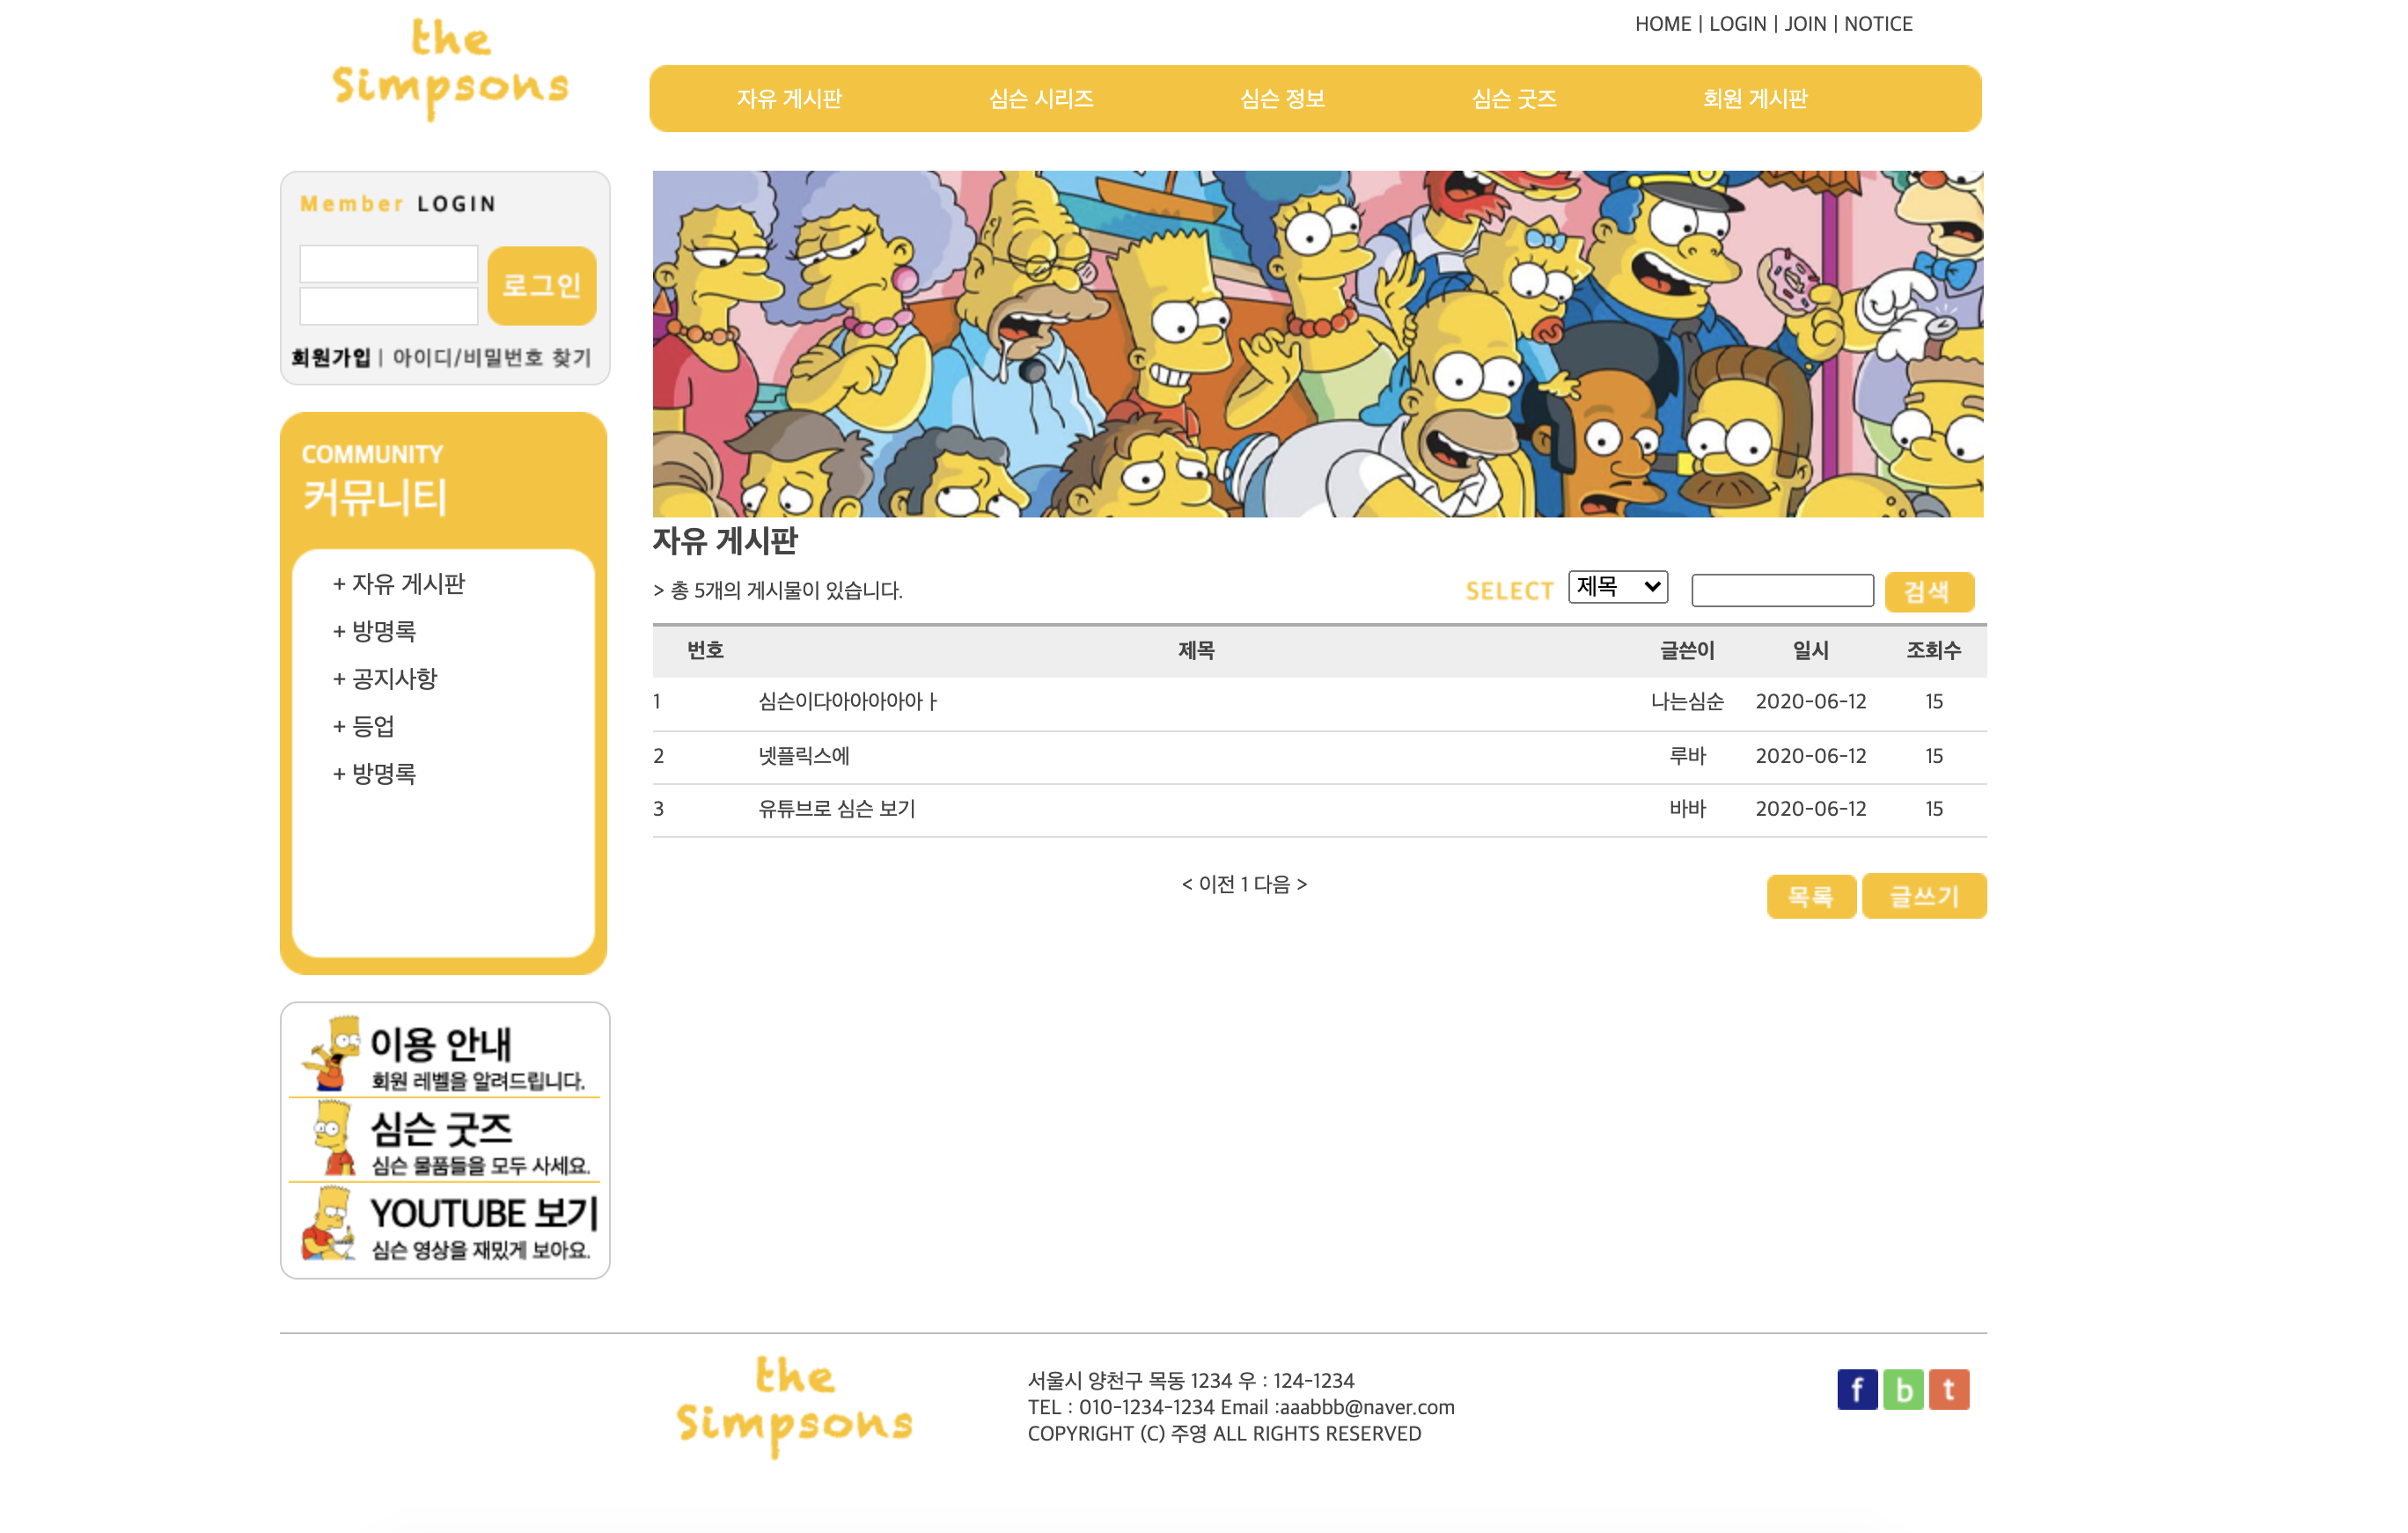 the
Simpsons
HOME | LOGIN | JOIN | NOTICE
자유 게시판 심슨 시리즈 심슨 정보 심슨 굿즈 회원 게시판
Member LOGIN
로그인
회원가입 | 아이디/비밀번호 찾기
COMMUNITY
커뮤니티
+ 자유 게시판
+ 방명록
+ 공지사항
+ 등업
+ 방명록
이용 안내
회원 레벨을 알려드립니다.
심슨 굿즈
심슨 물품들을 모두 사세요.
YOUTUBE 보기
심슨 영상을 재밌게 보아요.
자유 게시판
> 총 5개의 게시물이 있습니다. SELECT 제목 검색
번호 제목 글쓴이 일시 조회수
1 심슨이다아아아아아ㅏ 나는심순 2020-06-12 15
2 넷플릭스에 루바 2020-06-12 15
3 유튜브로 심슨 보기 바바 2020-06-12 15
< 이전 1 다음 > 목록 글쓰기
the
Simpsons
서울시 양천구 목동 1234 우 : 124-1234
TEL : 010-1234-1234 Email :aaabbb@naver.com
COPYRIGHT (C) 주영 ALL RIGHTS RESERVED
f b t